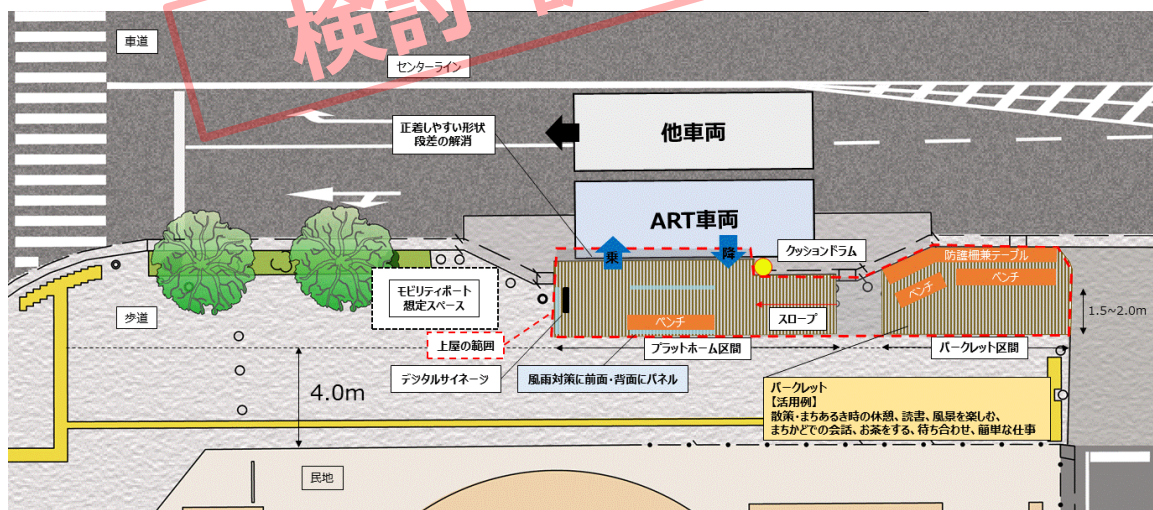 検討
車道
センターライン
正着しやすい形状
段差の解消
他車両
ART車両
乗
降
クッションドラム
防護柵兼テーブル
ベンチ
ベンチ
モビリティポート
想定スペース
1.5~2.0m
歩道
ベンチ
スロープ
上屋の範囲
プラットホーム区間
パークレット区間
デジタルサイネージ
風雨対策に前面・背面にパネル
4.0m
パークレット
【活用例】
散策・まちあるき時の休憩、読書、風景を楽しむ、
まちかどでの会話、お茶をする、待ち合わせ、簡単な仕事
民地